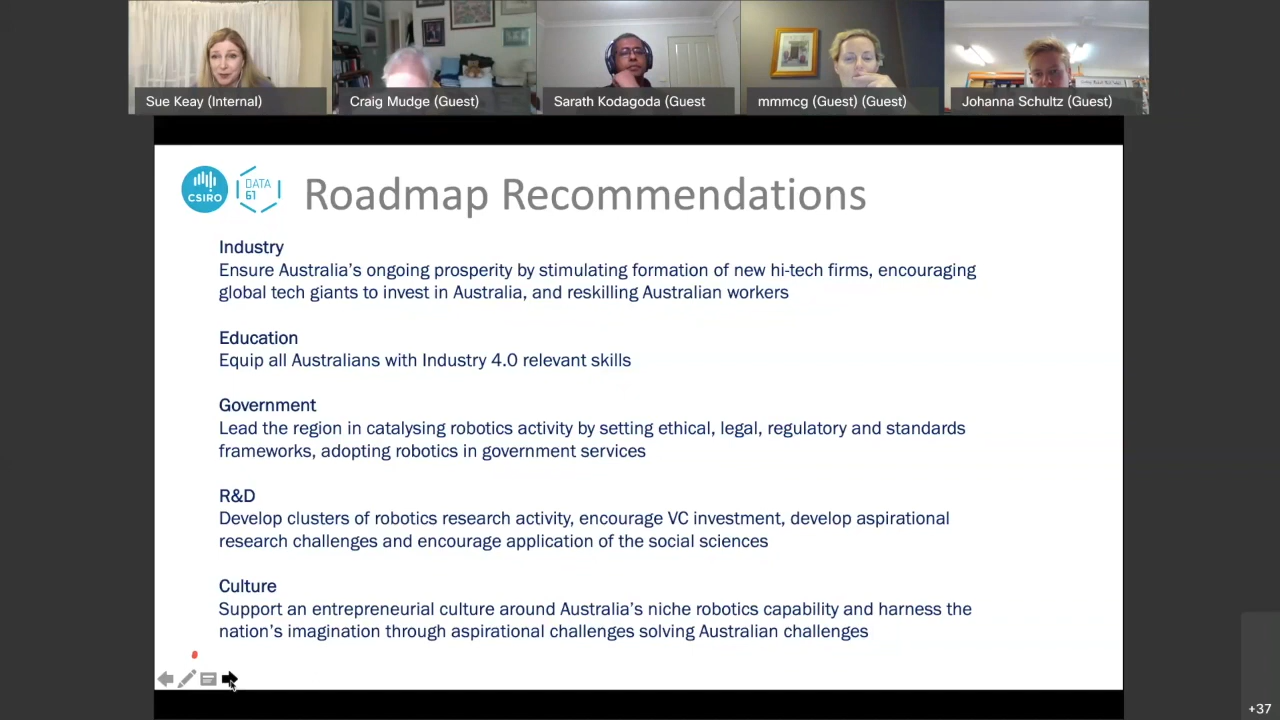 Sue Keay (Internal)
Craig Mudge (Guest)
Sarath Kodagoda (Guest
mmmcg (Guest) (Guest)
Johanna Schultz (Guest)
CSIRO
DATA
61
Roadmap Recommendations
Industry
Ensure Australia's ongoing prosperity by stimulating formation of new hi-tech firms, encouraging
global tech giants to invest in Australia, and reskilling Australian workers
Education
Equip all Australians with Industry 4.0 relevant skills
Government
Lead the region in catalysing robotics activity by setting ethical, legal, regulatory and standards
frameworks, adopting robotics in government services
R&D
Develop clusters of robotics research activity, encourage VC investment, develop aspirational
research challenges and encourage application of the social sciences
Culture
Support an entrepreneurial culture around Australia's niche robotics capability and harness the
nation's imagination through aspirational challenges solving Australian challenges
+37